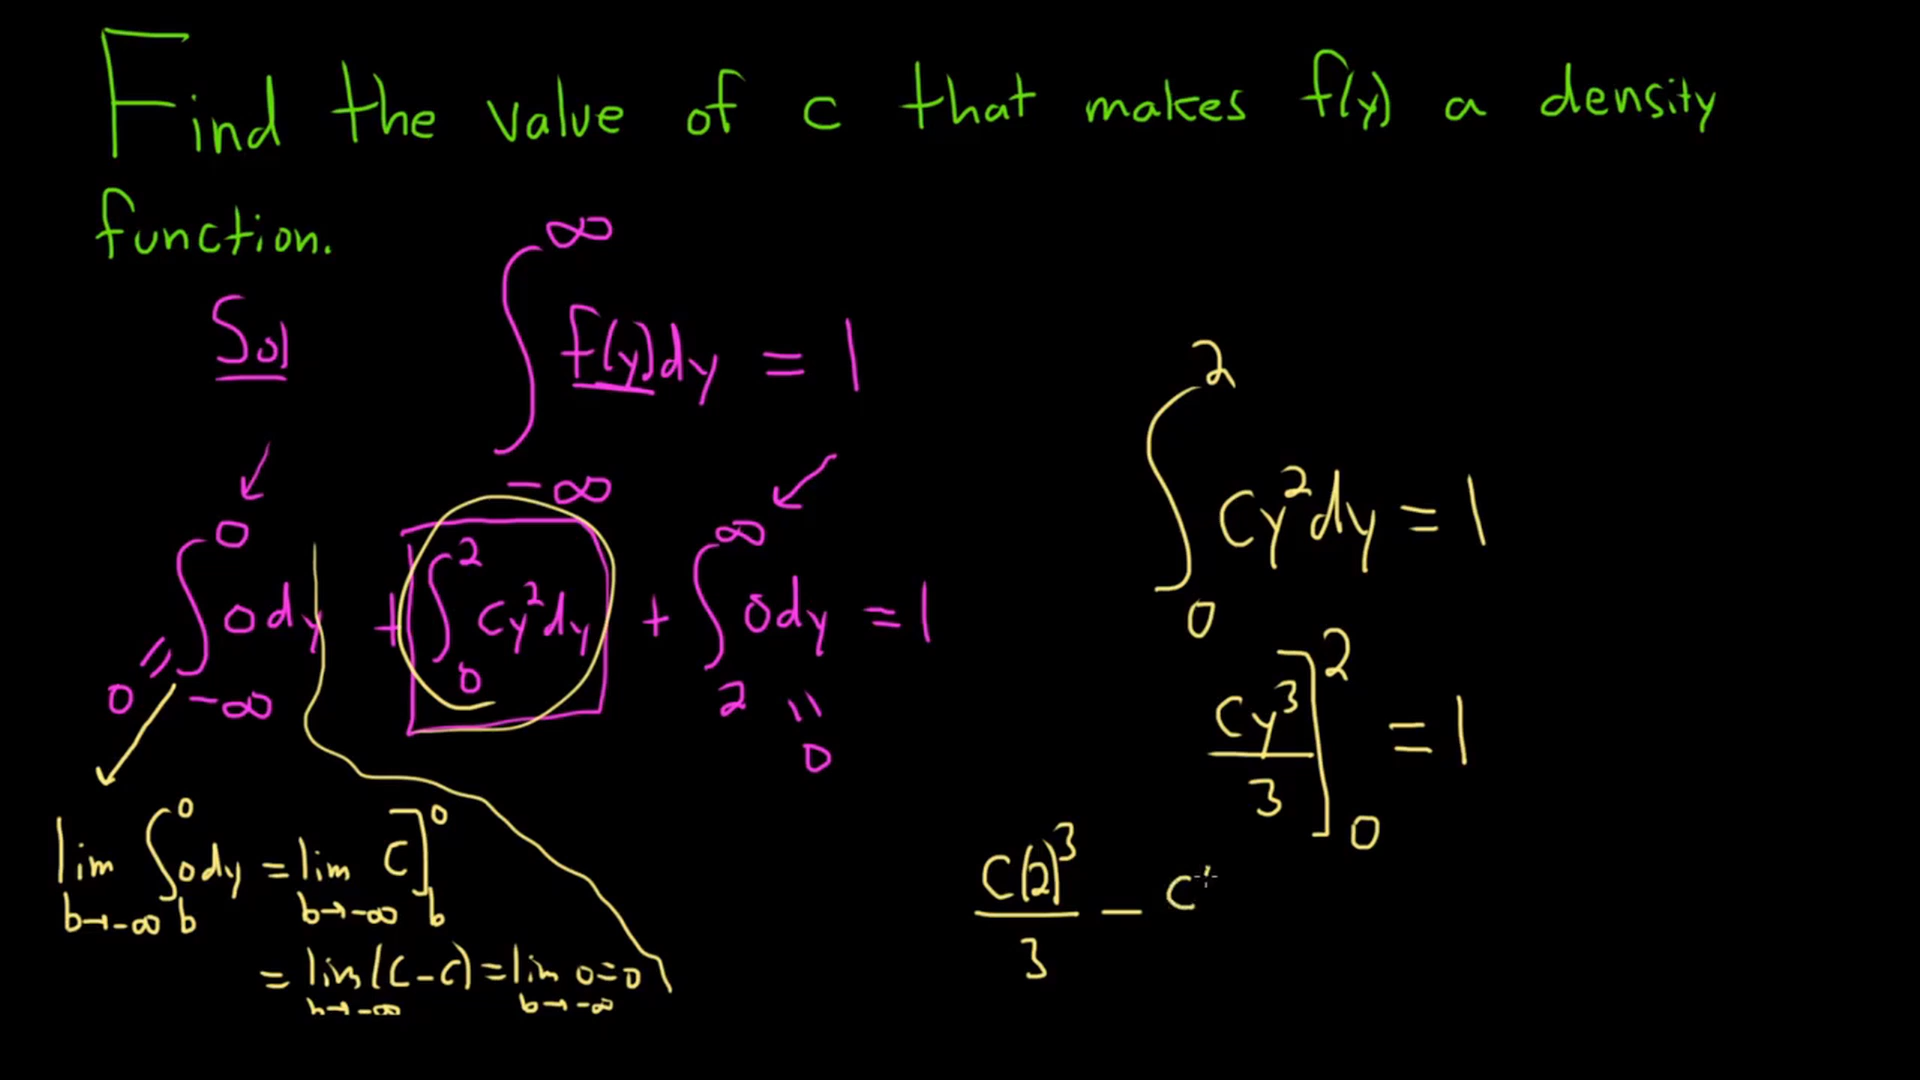 Find the value of c that makes f(y) a density
function.
Sol
∫_{-∞}^{∞} f(y)dy = 1
∫_{-∞}^{0} 0dy + ∫_{0}^{2} cy²dy + ∫_{2}^{∞} 0dy = 1
0 =
=
0
lim_{b→-∞} ∫_{b}^{0} 0dy = lim_{b→-∞} C]_{b}^{0}
= lim_{b→-∞} (C-C) = lim_{b→-∞} 0=0
∫_{0}^{2} cy²dy = 1
cy³/3]_{0}^{2} = 1
c(2)³/3 - c